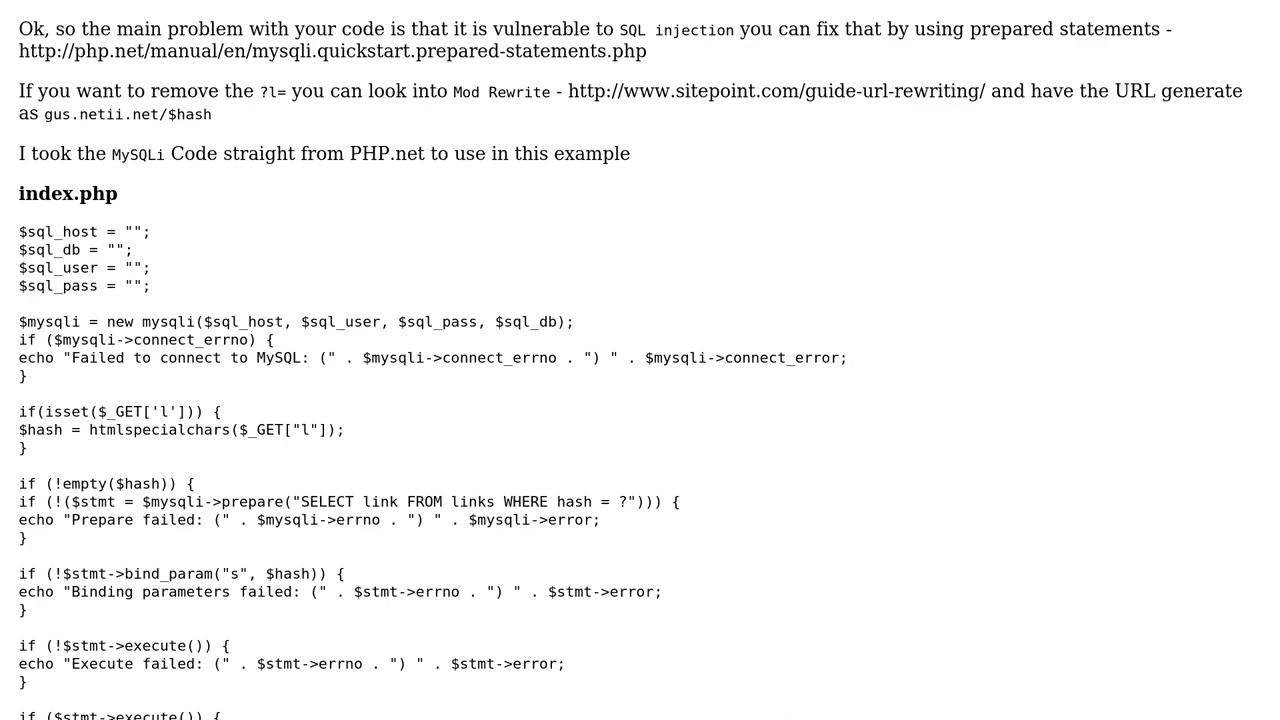 Ok, so the main problem with your code is that it is vulnerable to SQL injection you can fix that by using prepared statements -
http://php.net/manual/en/mysqli.quickstart.prepared-statements.php
If you want to remove the ?l= you can look into Mod Rewrite - http://www.sitepoint.com/guide-url-rewriting/ and have the URL generate
as gus.netii.net/$hash
I took the MySQLi Code straight from PHP.net to use in this example
index.php
$sql_host = "";
$sql_db = "";
$sql_user = "";
$sql_pass = "";
$mysqli = new mysqli($sql_host, $sql_user, $sql_pass, $sql_db);
if ($mysqli->connect_errno) {
echo "Failed to connect to MySQL: (" . $mysqli->connect_errno . ") " . $mysqli->connect_error;
}
if(isset($_GET['l'])) {
$hash = htmlspecialchars($_GET["l"]);
}
if (!empty($hash)) {
if (!($stmt = $mysqli->prepare("SELECT link FROM links WHERE hash = ?"))) {
echo "Prepare failed: (" . $mysqli->errno . ") " . $mysqli->error;
}
if (!$stmt->bind_param("s", $hash)) {
echo "Binding parameters failed: (" . $stmt->errno . ") " . $stmt->error;
}
if (!$stmt->execute()) {
echo "Execute failed: (" . $stmt->errno . ") " . $stmt->error;
}
if ($stmt->execute()) {